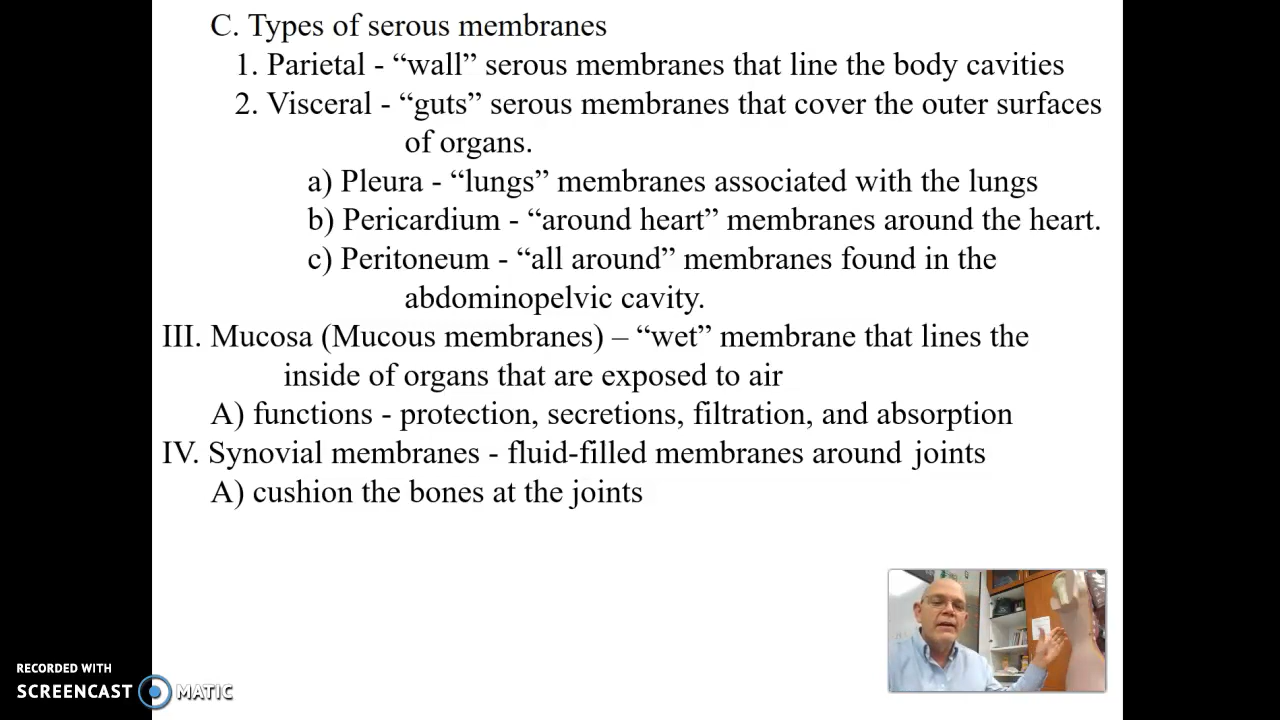 C. Types of serous membranes
1. Parietal - “wall” serous membranes that line the body cavities
2. Visceral - “guts” serous membranes that cover the outer surfaces
of organs.
a) Pleura - “lungs” membranes associated with the lungs
b) Pericardium - “around heart” membranes around the heart.
c) Peritoneum - “all around” membranes found in the
abdominopelvic cavity.
III. Mucosa (Mucous membranes) – “wet” membrane that lines the
inside of organs that are exposed to air
A) functions - protection, secretions, filtration, and absorption
IV. Synovial membranes - fluid-filled membranes around joints
A) cushion the bones at the joints
RECORDED WITH
SCREENCAST MATIC